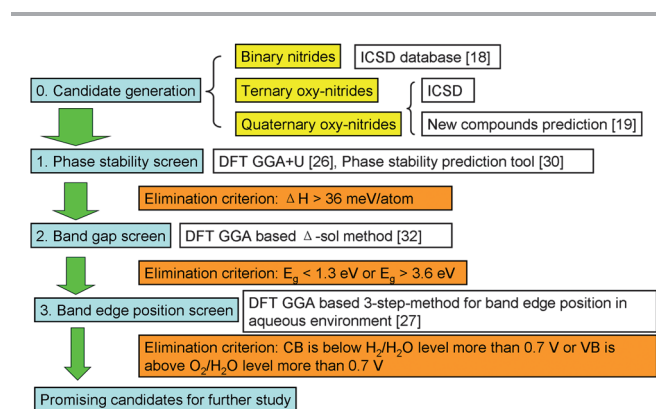 Binary nitrides
ICSD database [18]
0. Candidate generation
Ternary oxy-nitrides
ICSD
Quaternary oxy-nitrides
New compounds prediction [19]
1. Phase stability screen
DFT GGA+U [26], Phase stability prediction tool [30]
Elimination criterion: Δ H > 36 meV/atom
2. Band gap screen
DFT GGA based Δ-sol method [32]
Elimination criterion: Eg < 1.3 eV or Eg > 3.6 eV
3. Band edge position screen
DFT GGA based 3-step-method for band edge position in
aqueous environment [27]
Elimination criterion: CB is below H2/H2O level more than 0.7 V or VB is
above O2/H2O level more than 0.7 V
Promising candidates for further study